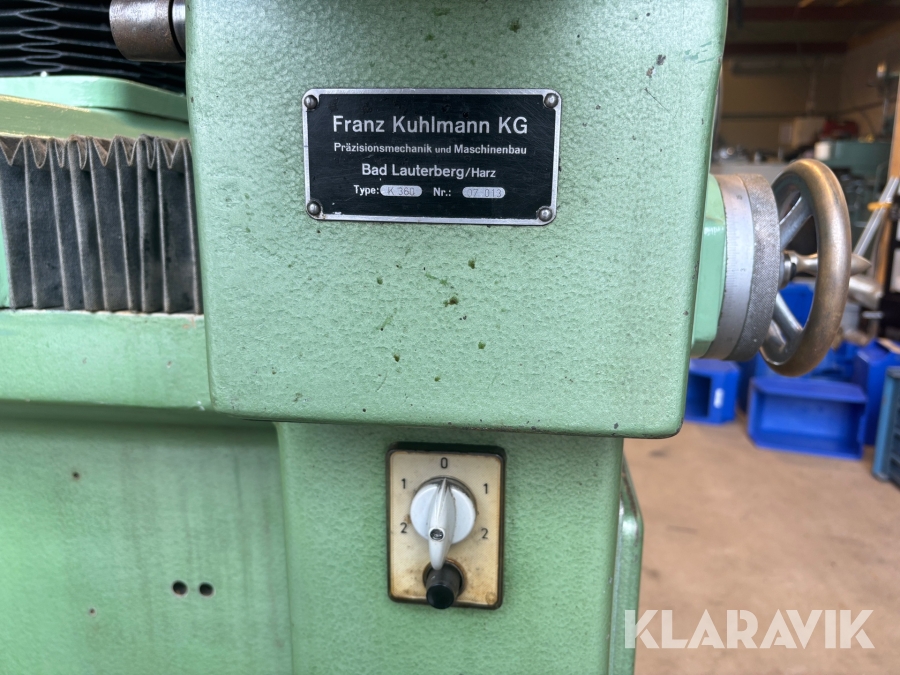 Franz Kuhlmann KG
Präzisionsmechanik und Maschinenbau
Bad Lauterberg/Harz
Type: K 360 Nr.: 07 013
0
1 1
2 2
KLARAVIK